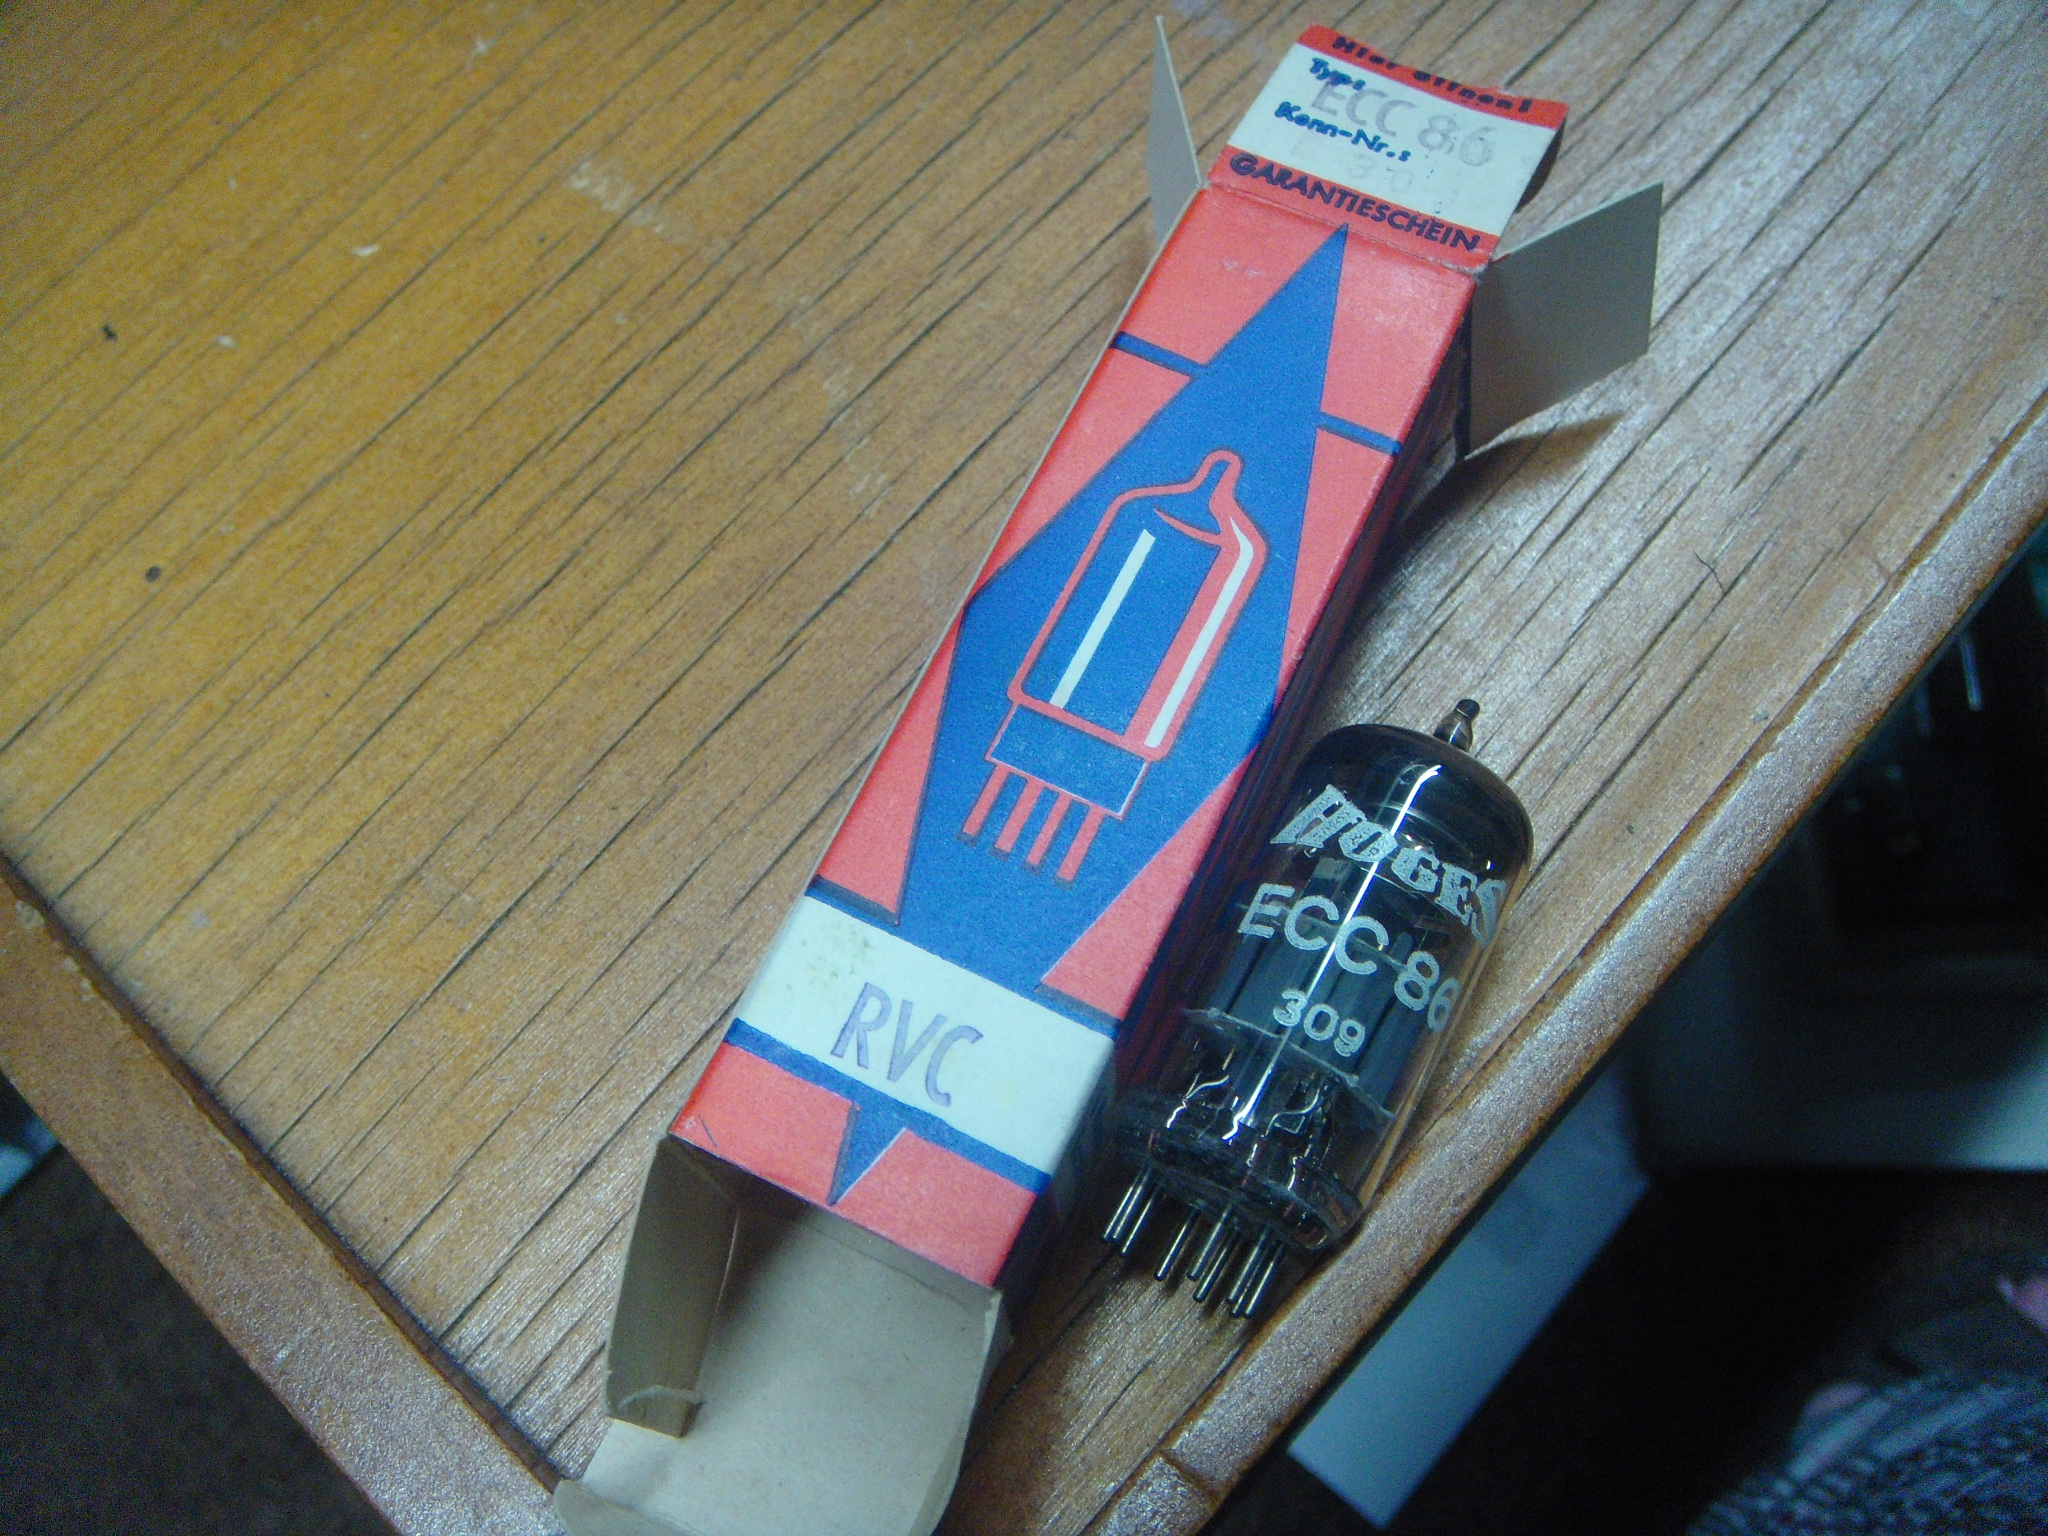 Hier öffnen!
Type:
ECC 86
Kenn-Nr.:
GARANTIESCHEIN
RVC
HOGES
ECC 86
309